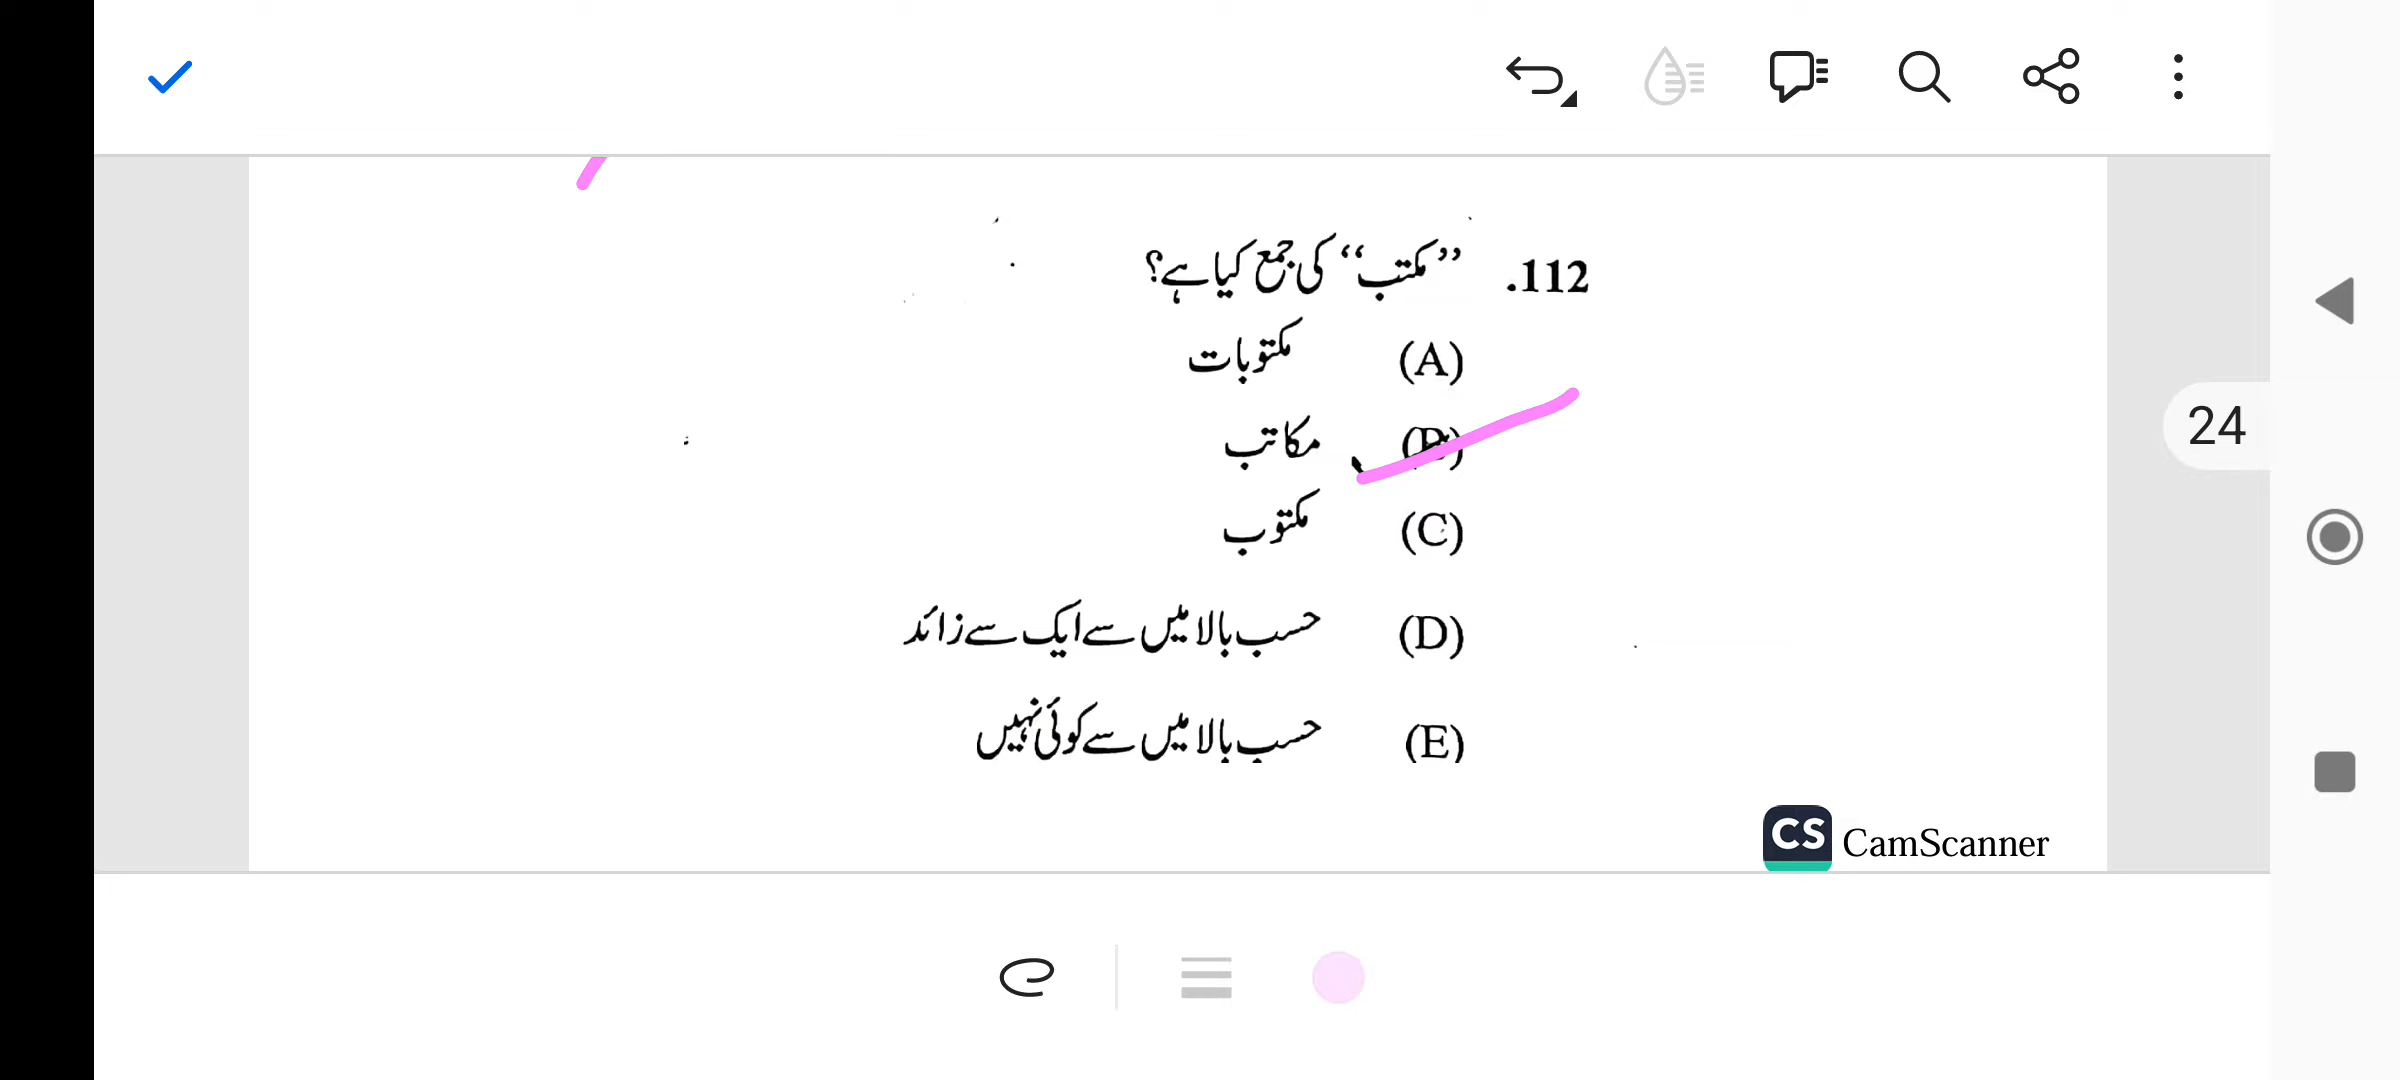 112. ”مکتب“ کی جمع کیا ہے؟
(A) مکتوبات
(B) مکاتب
(C) مکتوب
(D) حسب بالا میں سے ایک سے زائد
(E) حسب بالا میں سے کوئی نہیں
24
CS CamScanner